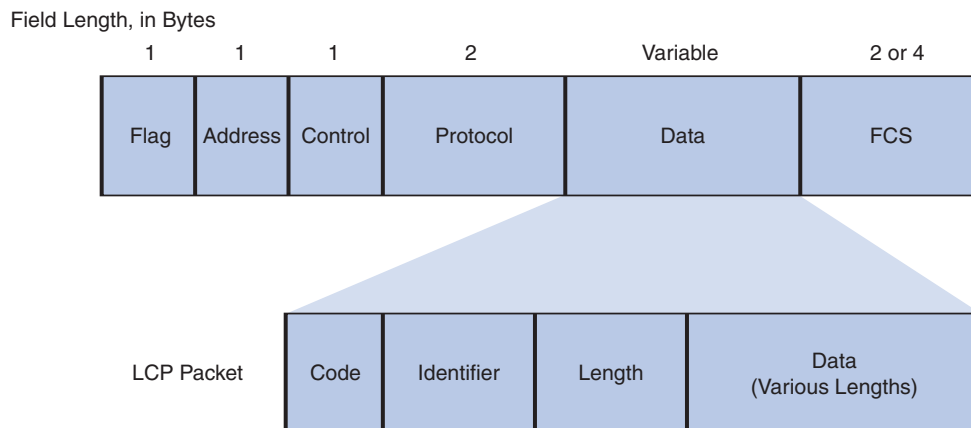 Field Length, in Bytes
1 1 1 2 Variable 2 or 4
Flag Address Control Protocol Data FCS
LCP Packet Code Identifier Length Data
(Various Lengths)